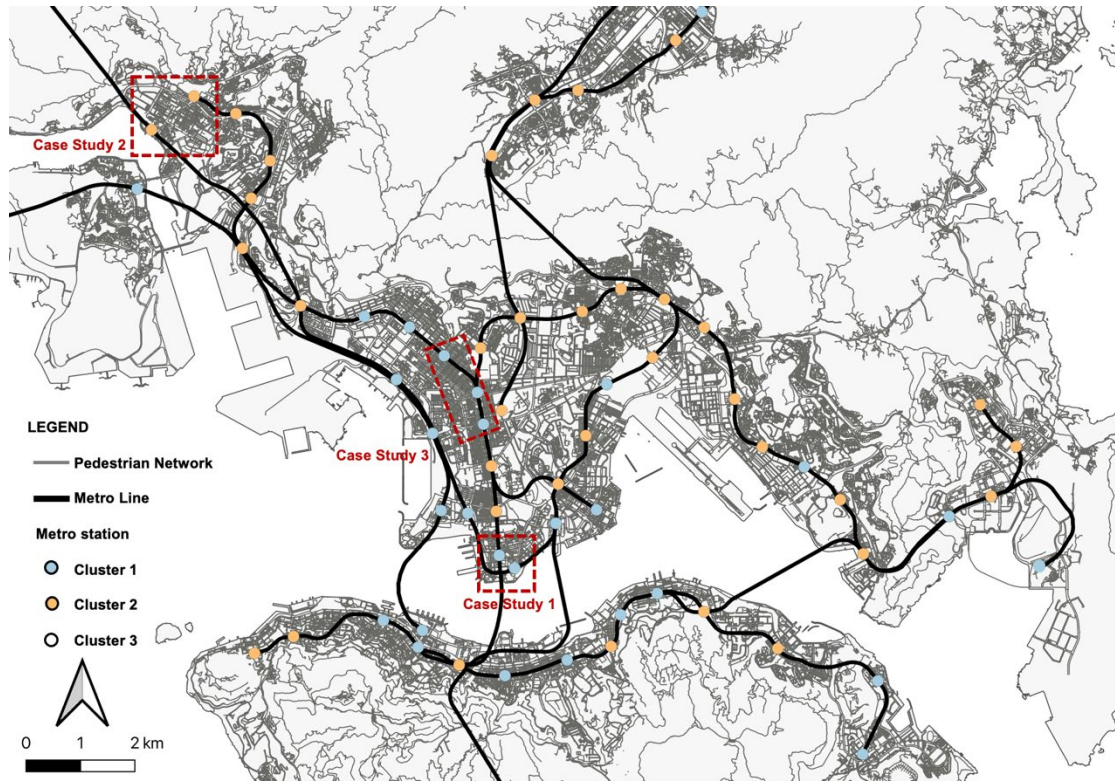 Case Study 2
Case Study 3
Case Study 1
LEGEND
Pedestrian Network
Metro Line
Metro station
Cluster 1
Cluster 2
Cluster 3
0 1 2 km